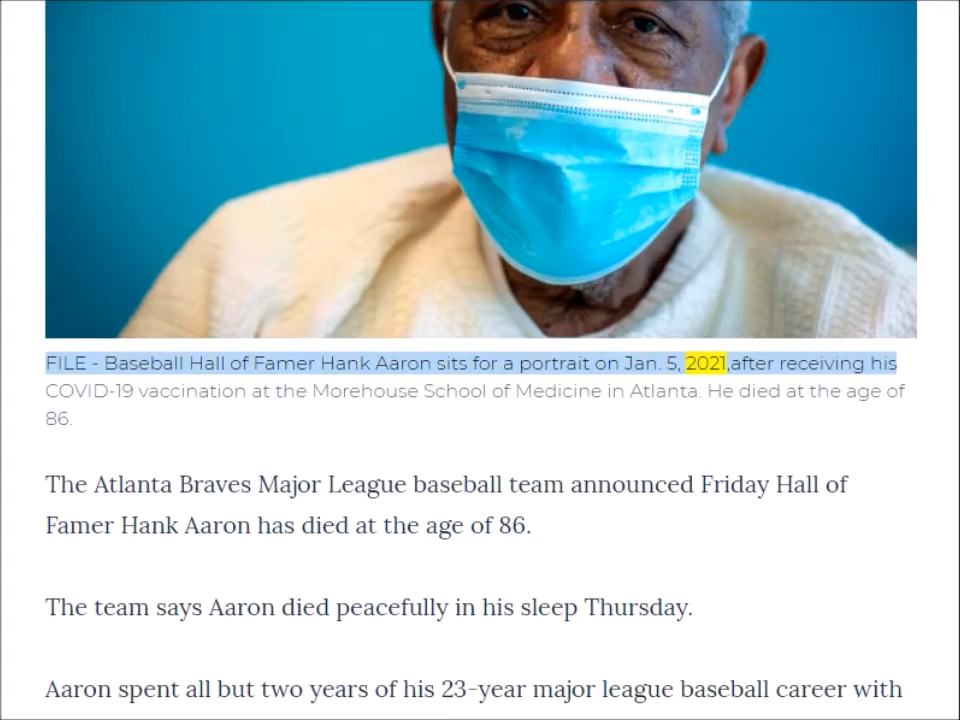 FILE - Baseball Hall of Famer Hank Aaron sits for a portrait on Jan. 5, 2021,after receiving his
COVID-19 vaccination at the Morehouse School of Medicine in Atlanta. He died at the age of
86.
The Atlanta Braves Major League baseball team announced Friday Hall of
Famer Hank Aaron has died at the age of 86.
The team says Aaron died peacefully in his sleep Thursday.
Aaron spent all but two years of his 23-year major league baseball career with